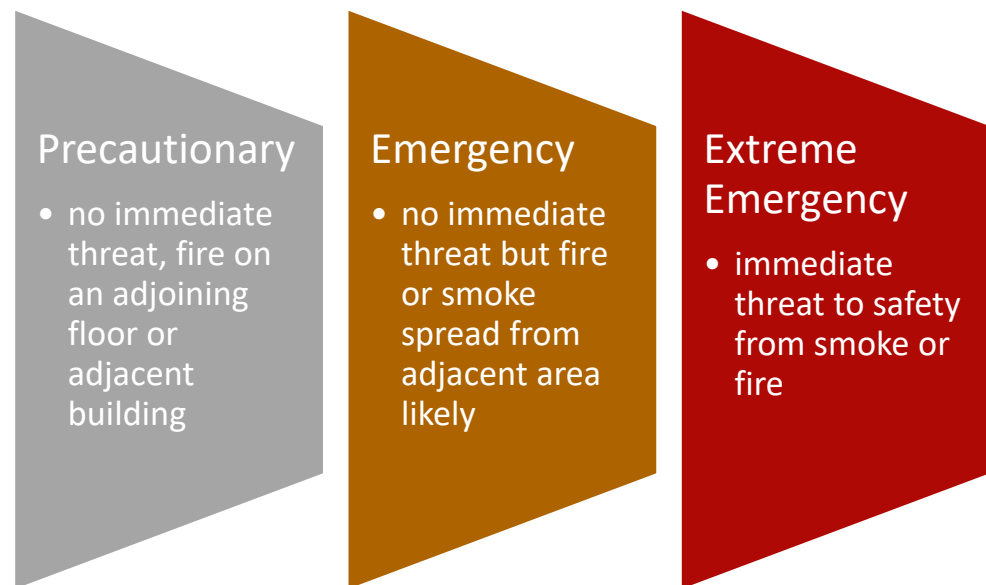 Precautionary
• no immediate
threat, fire on
an adjoining
floor or
adjacent
building
Emergency
• no immediate
threat but fire
or smoke
spread from
adjacent area
likely
Extreme
Emergency
• immediate
threat to safety
from smoke or
fire